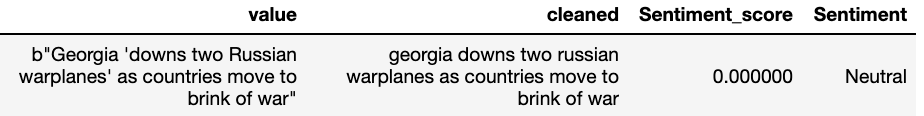 value cleaned Sentiment_score Sentiment
b"Georgia 'downs two Russian
warplanes' as countries move to
brink of war"
georgia downs two russian
warplanes as countries move to
brink of war
0.000000
Neutral